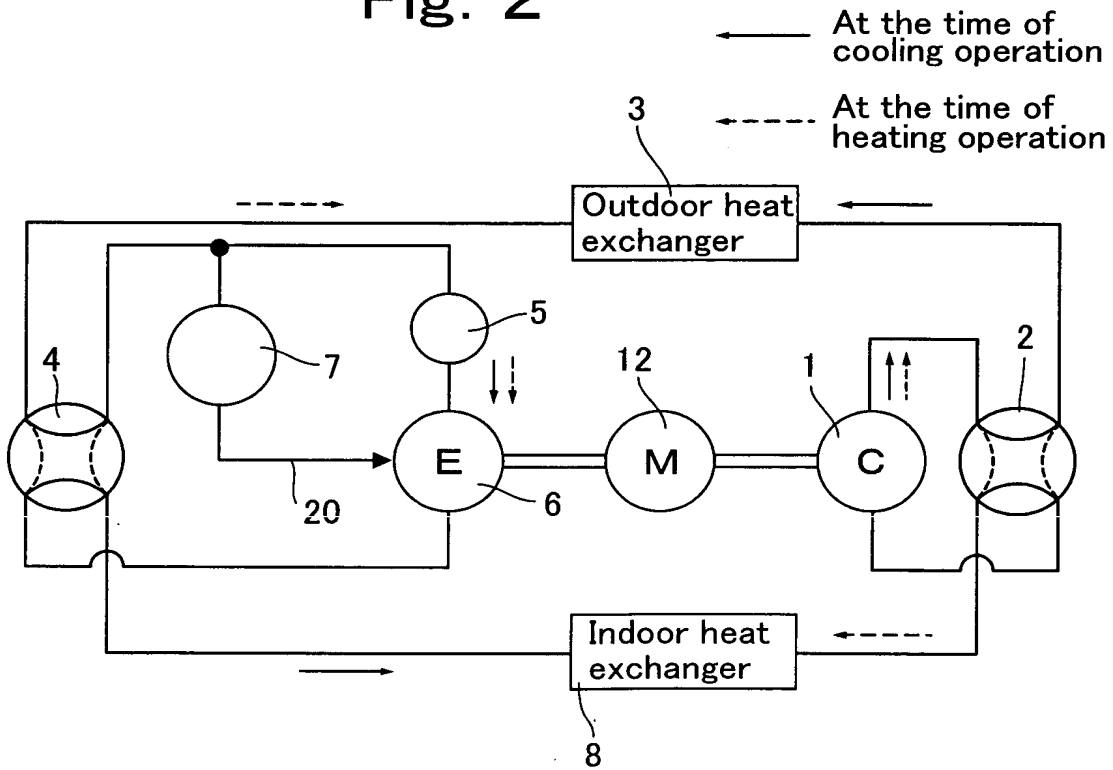 Fig. 2
At the time of
cooling operation
At the time of
heating operation
3
Outdoor heat
exchanger
5
7
4
12
1
2
E
M
C
6
20
Indoor heat
exchanger
8